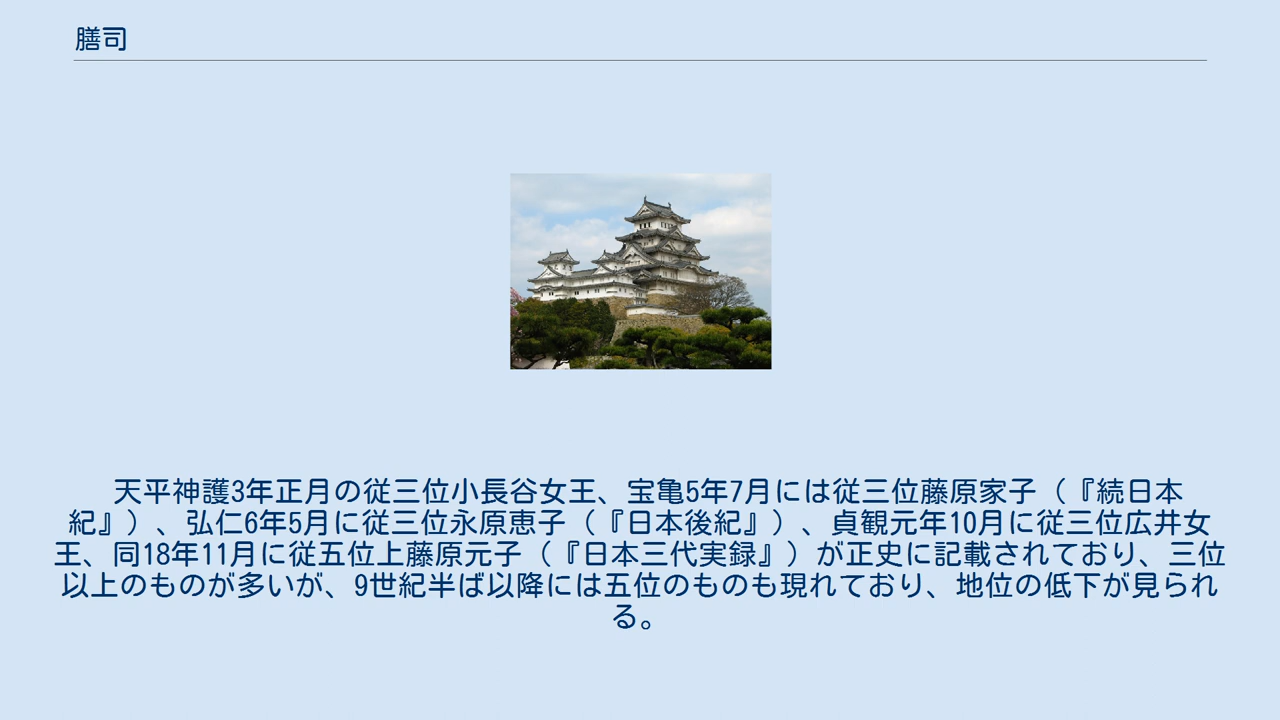 膳司
天平神護3年正月の従三位小長谷女王、宝亀5年7月には従三位藤原家子（『続日本
紀』）、弘仁6年5月に従三位永原恵子（『日本後紀』）、貞観元年10月に従三位広井女
王、同18年11月に従五位上藤原元子（『日本三代実録』）が正史に記載されており、三位
以上のものが多いが、9世紀半ば以降には五位のものも現れており、地位の低下が見られ
る。